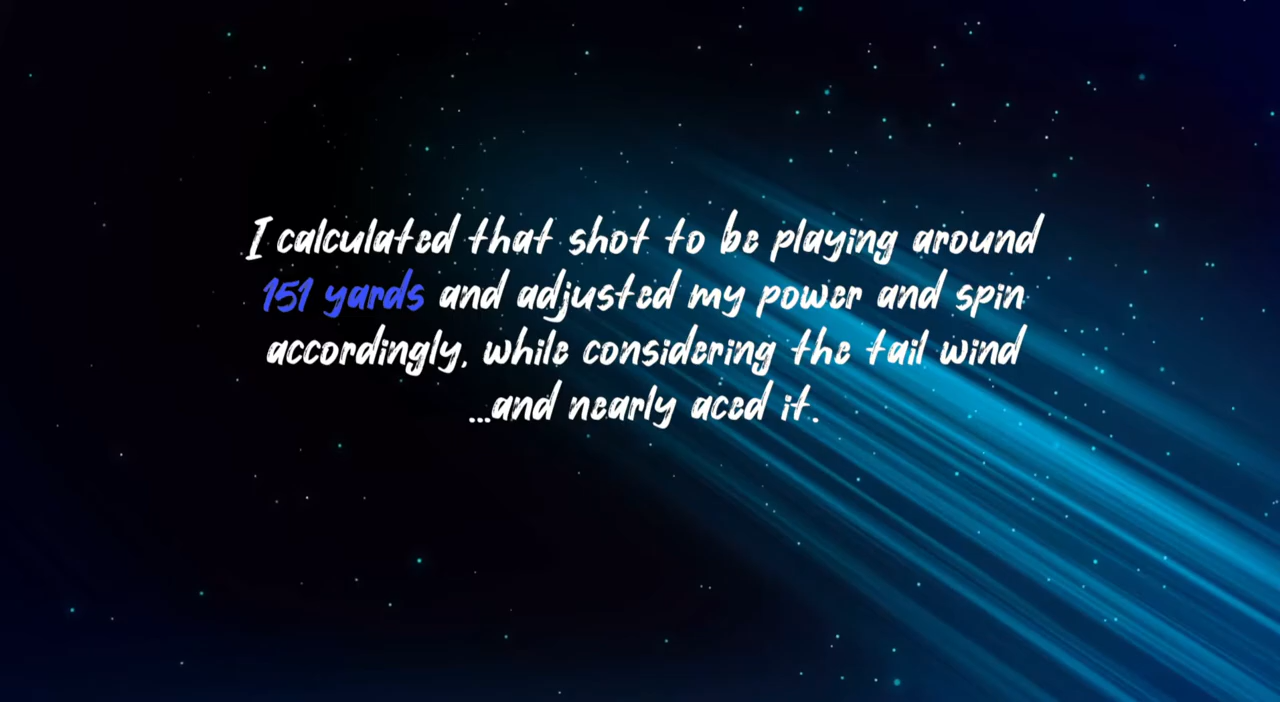 I calculated that shot to be playing around
151 yards and adjusted my power and spin
accordingly, while considering the tail wind
...and nearly aced it.